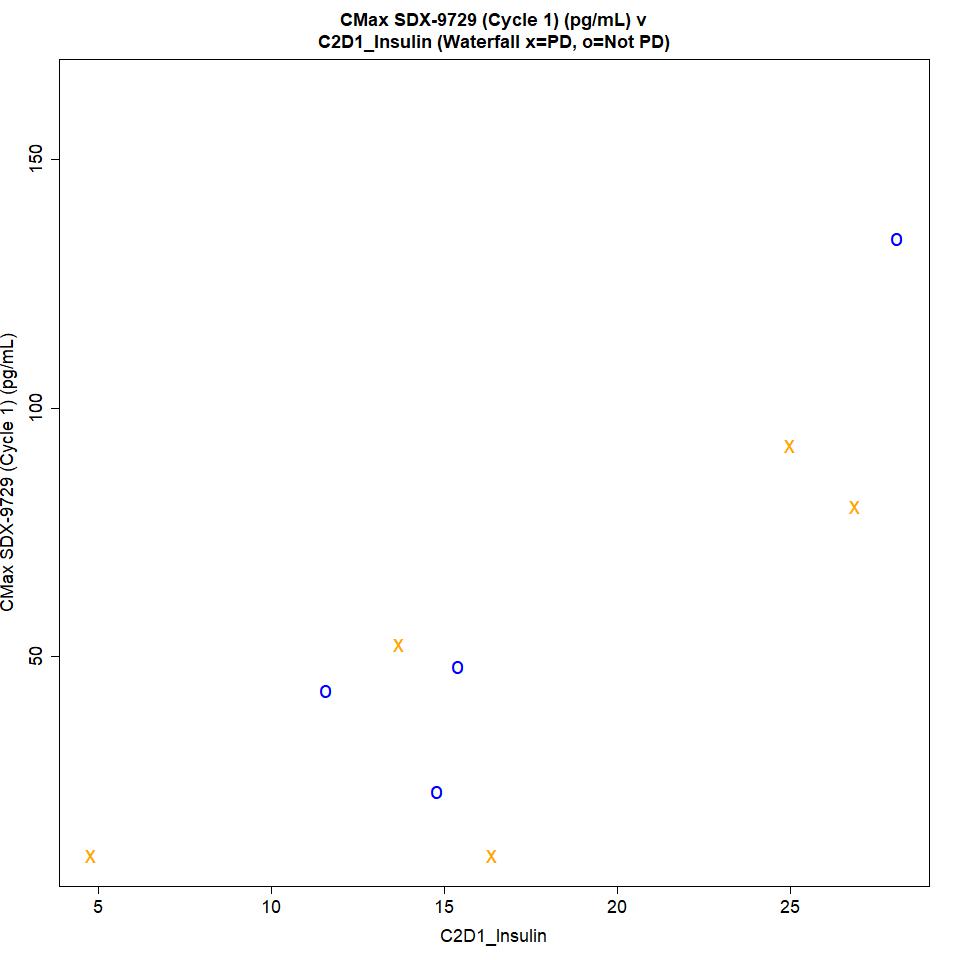 CMax SDX-9729 (Cycle 1) (pg/mL) v
C2D1_Insulin (Waterfall x=PD, o=Not PD)
CMax SDX-9729 (Cycle 1) (pg/mL)
150
100
50
O
X
X
X
O
O
O
X
X
5
10
15
20
25
C2D1_Insulin